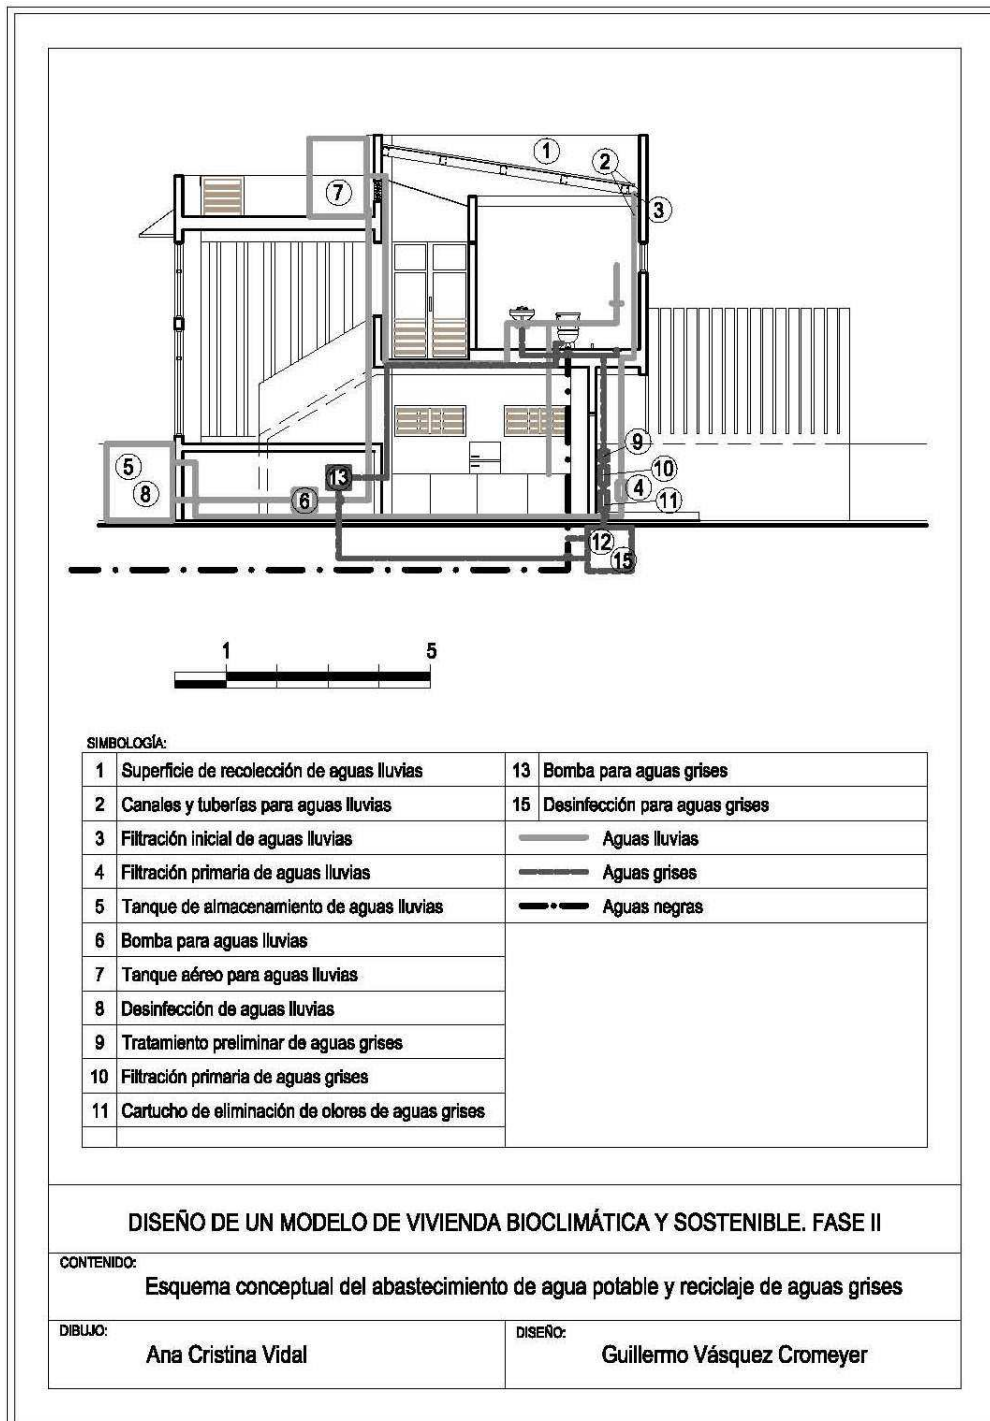 1
2
7
3
9
5
13
10
8
4
6
11
12
15
1 5
SIMBOLOGÍA:
1 Superficie de recolección de aguas lluvias
2 Canales y tuberías para aguas lluvias
3 Filtración inicial de aguas lluvias
4 Filtración primaria de aguas lluvias
5 Tanque de almacenamiento de aguas lluvias
6 Bomba para aguas lluvias
7 Tanque aéreo para aguas lluvias
8 Desinfección de aguas lluvias
9 Tratamiento preliminar de aguas grises
10 Filtración primaria de aguas grises
11 Cartucho de eliminación de olores de aguas grises
13 Bomba para aguas grises
15 Desinfección para aguas grises
Aguas lluvias
Aguas grises
Aguas negras
DISEÑO DE UN MODELO DE VIVIENDA BIOCLIMÁTICA Y SOSTENIBLE. FASE II
CONTENIDO:
Esquema conceptual del abastecimiento de agua potable y reciclaje de aguas grises
DIBUJO:
Ana Cristina Vidal
DISEÑO:
Guillermo Vásquez Cromeyer